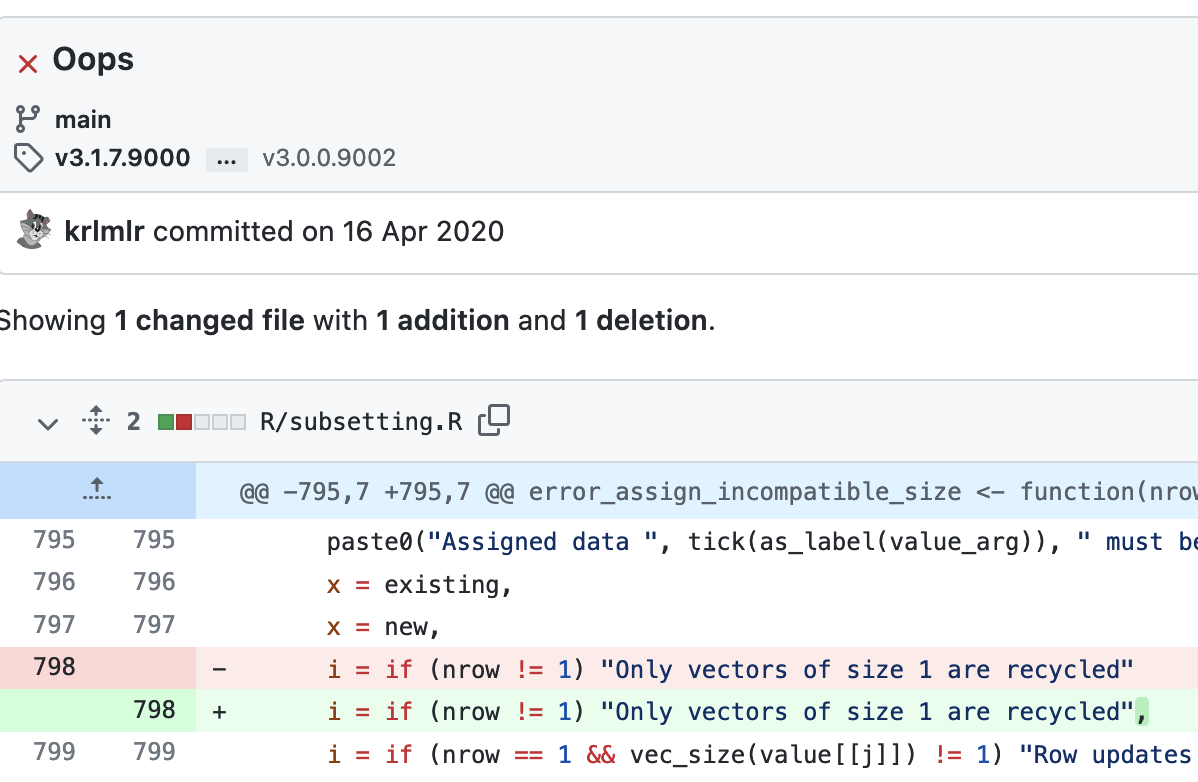 Oops
main
v3.1.7.9000 ... v3.0.0.9002
krlmlr committed on 16 Apr 2020
Showing 1 changed file with 1 addition and 1 deletion.
2 R/subsetting.R
@@ -795,7 +795,7 @@ error_assign_incompatible_size <- function(nrow
795 795 paste0("Assigned data ", tick(as_label(value_arg)), " must be
796 796 x = existing,
797 797 x = new,
798 - i = if (nrow != 1) "Only vectors of size 1 are recycled"
798 + i = if (nrow != 1) "Only vectors of size 1 are recycled",
799 799 i = if (nrow == 1 && vec_size(value[[j]]) != 1) "Row updates